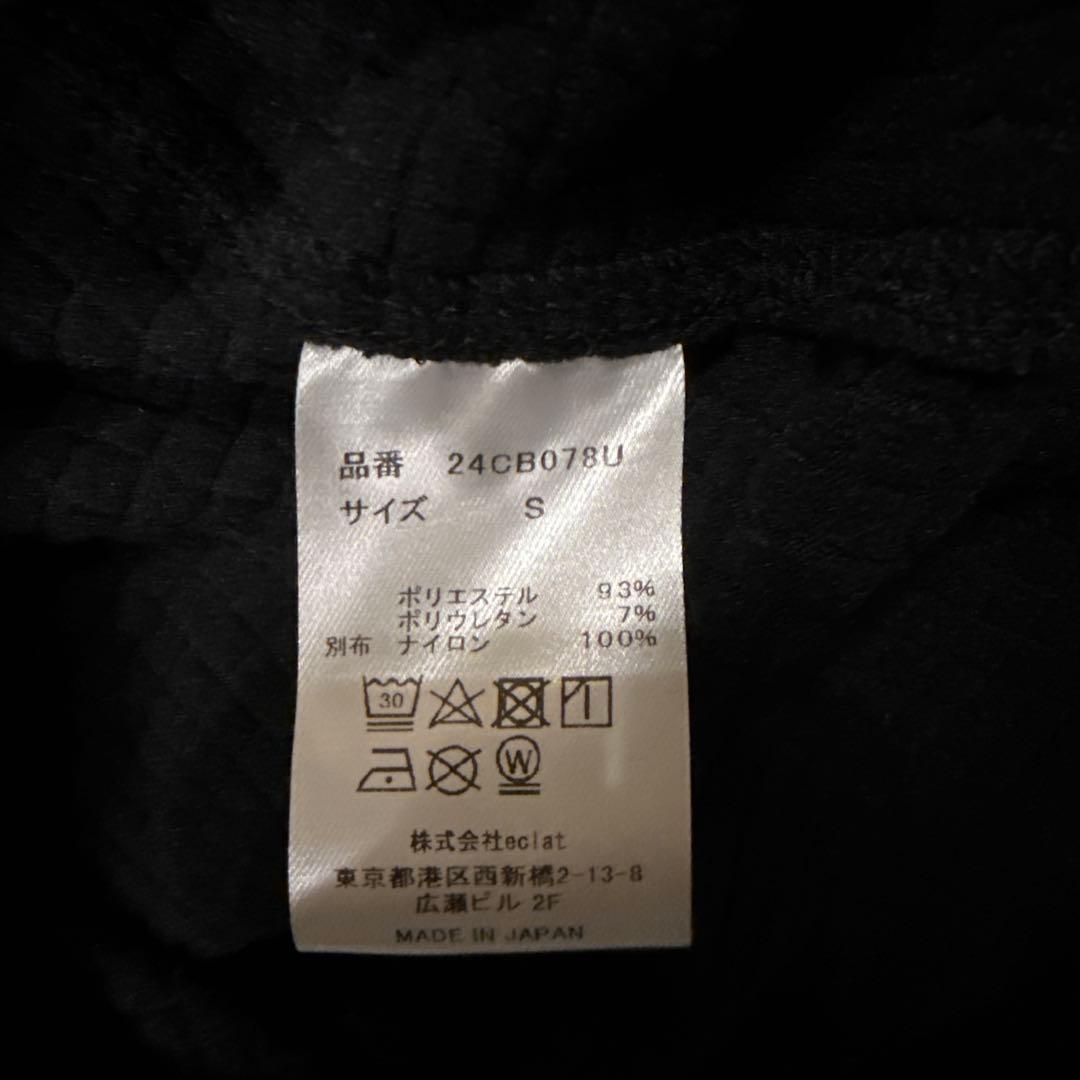 品番 24CB078U
サイズ S
ポリエステル 93%
ポリウレタン 7%
別布 ナイロン 100%
30
W
株式会社eclat
東京都港区西新橋2-13-8
広瀬ビル 2F
MADE IN JAPAN